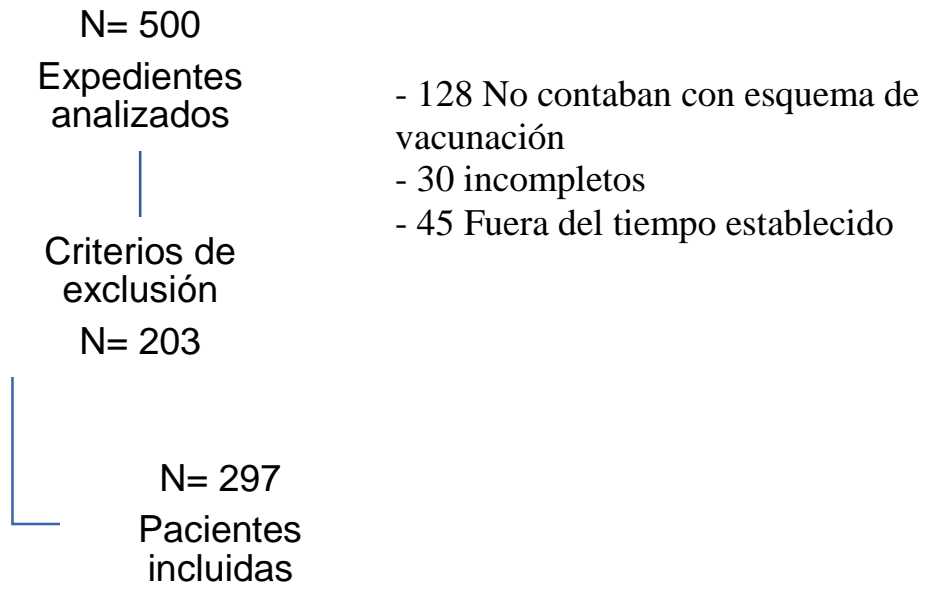 N= 500
Expedientes
analizados
- 128 No contaban con esquema de
vacunación
- 30 incompletos
- 45 Fuera del tiempo establecido
Criterios de
exclusión
N= 203
N= 297
Pacientes
incluidas